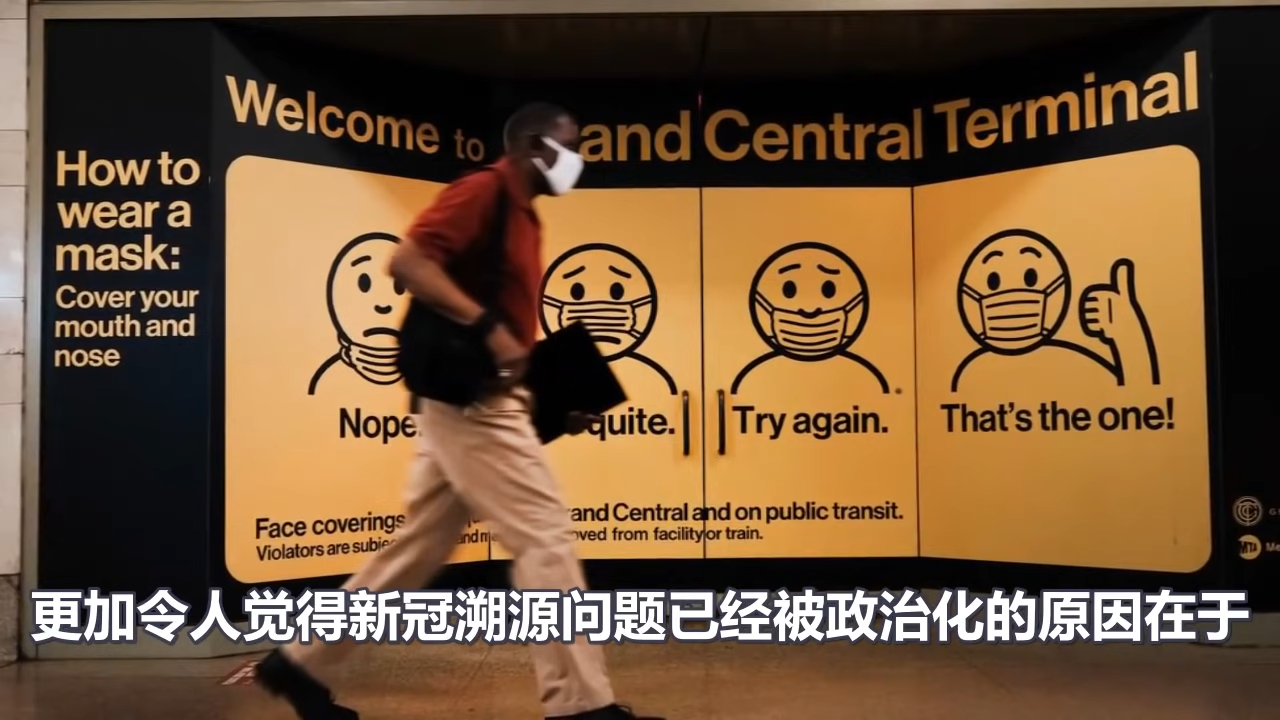 Welcome to
and Central Terminal
How to
wear a
mask:
Cover your
mouth and
nose
Nope.
quite.
Try again.
That's the one!
Face coverings
and Central and on public transit.
Violators are
oved from facility or train.
更加令人觉得新冠溯源问题已经被政治化的原因在于